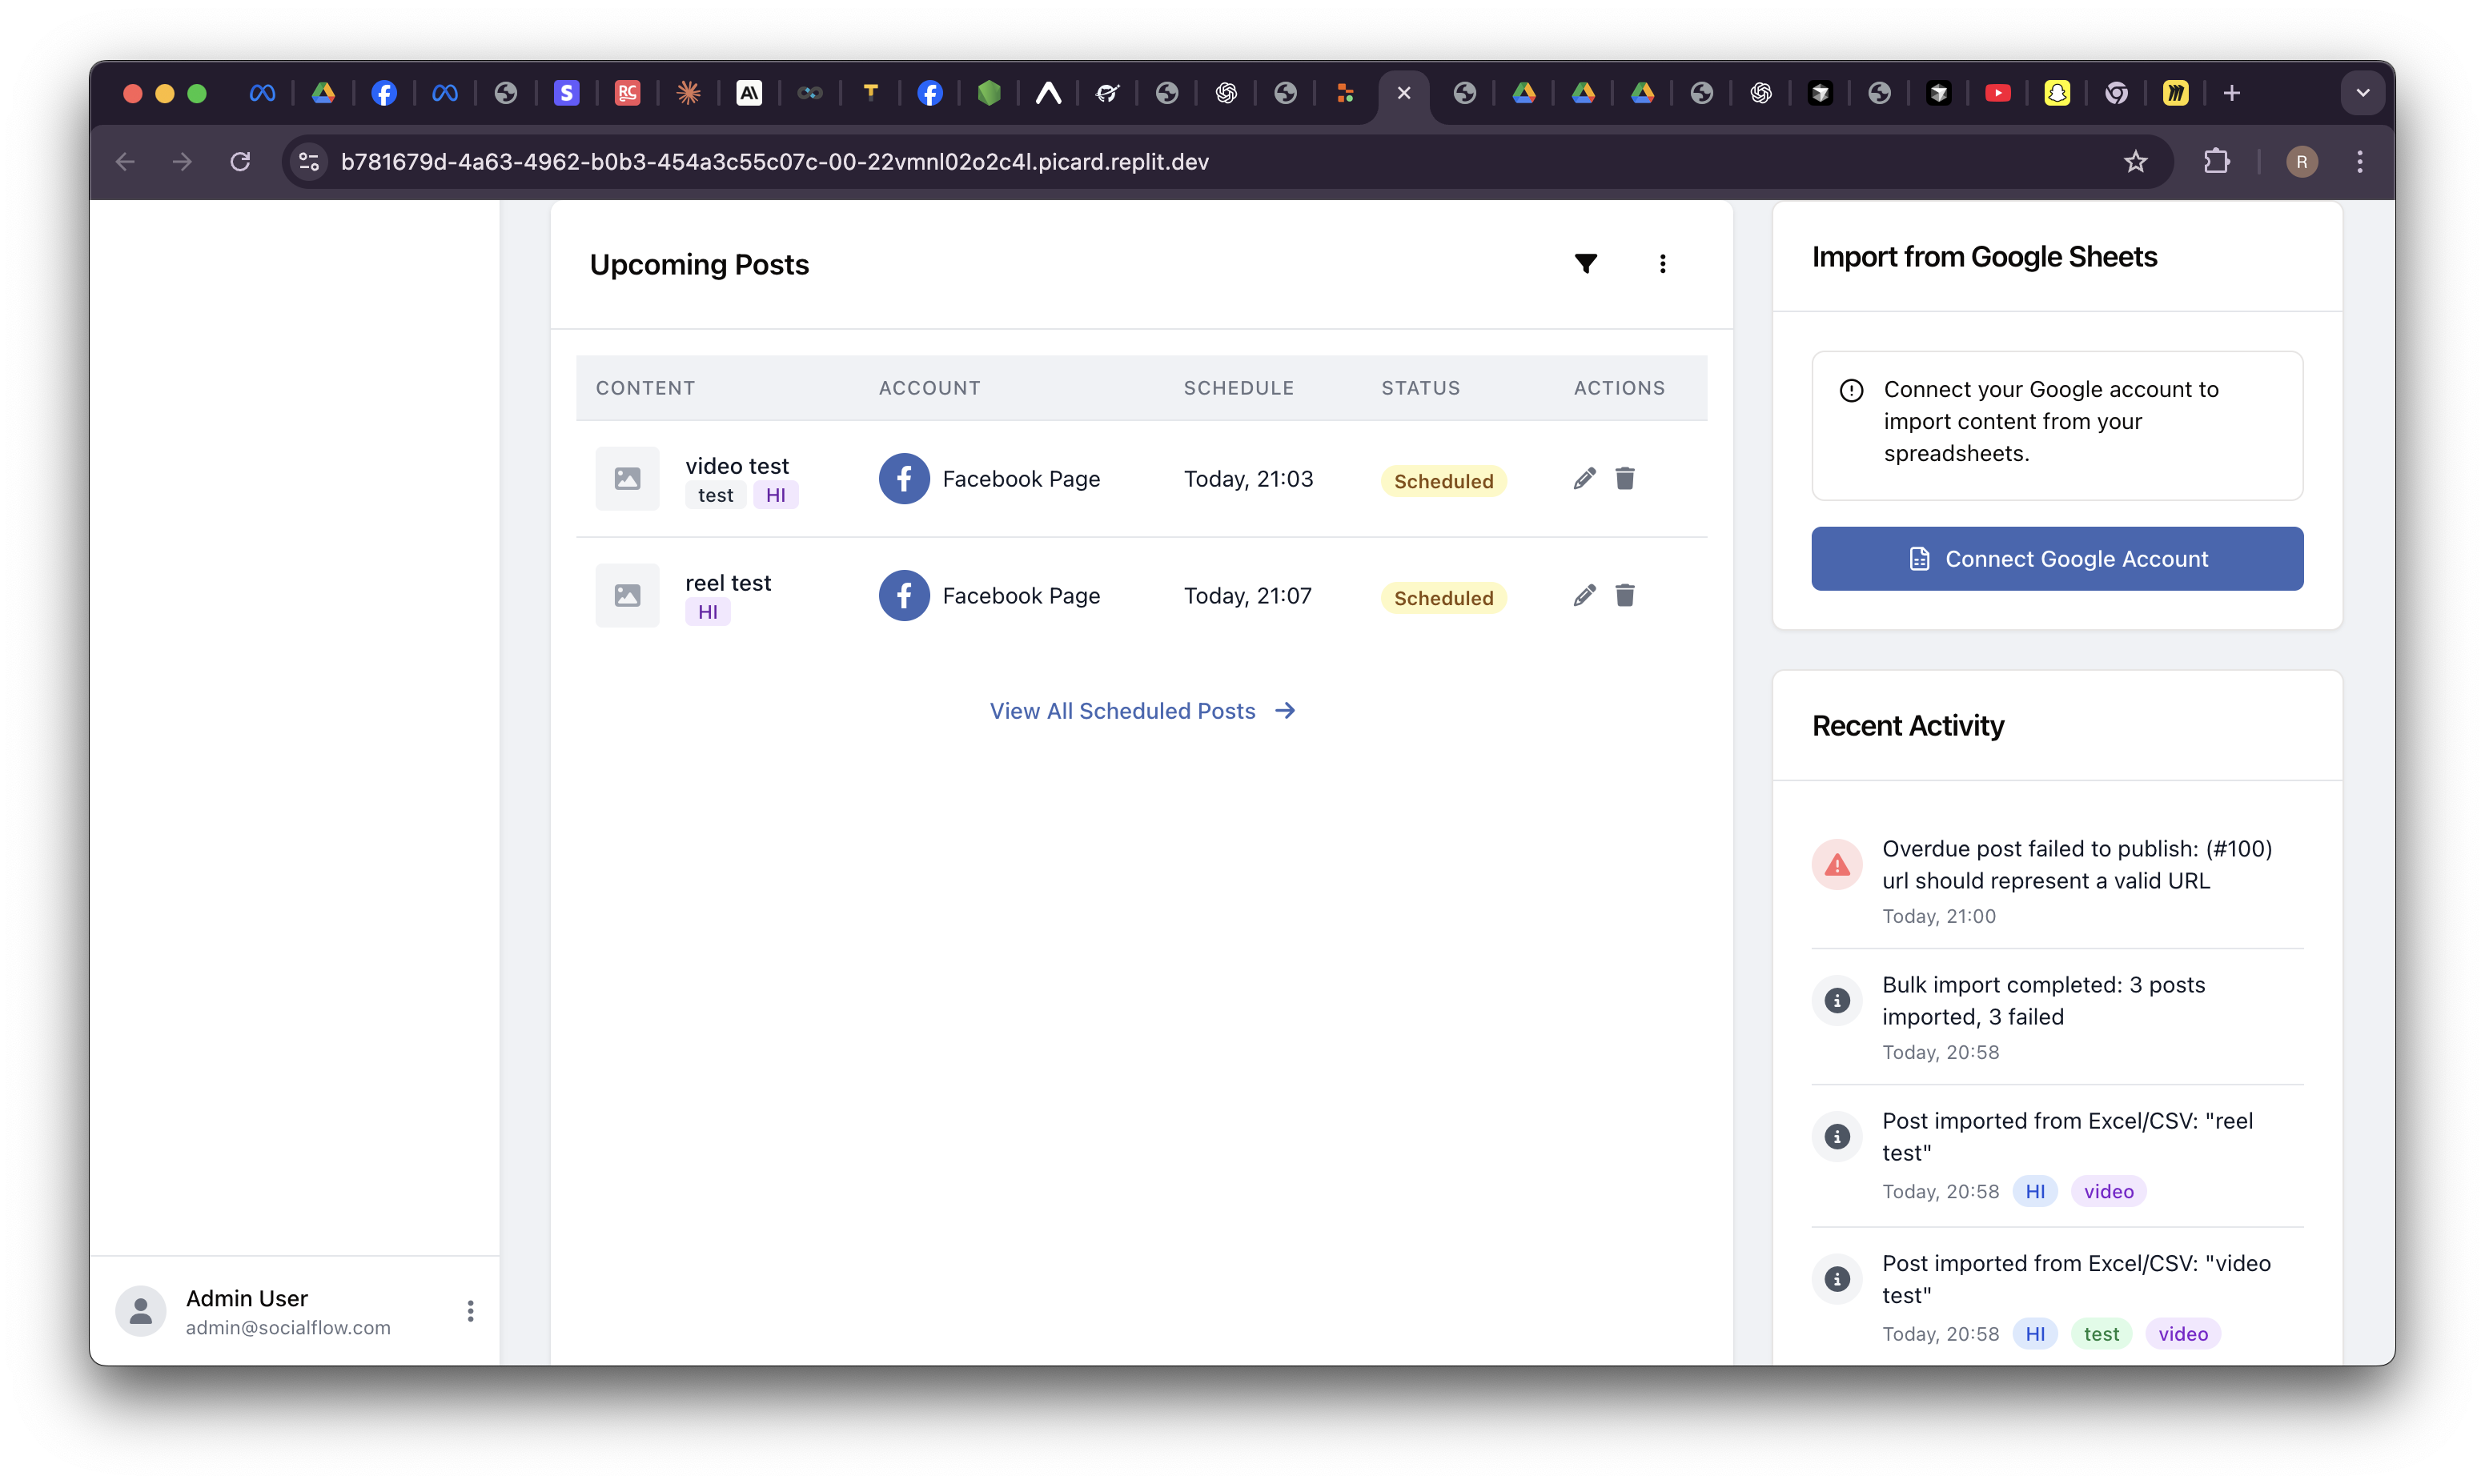 S
RC
A\
T
b781679d-4a63-4962-b0b3-454a3c55c07c-00-22vmnl02o2c4l.picard.replit.dev
R
Upcoming Posts
CONTENT ACCOUNT SCHEDULE STATUS ACTIONS
video test
test HI
Facebook Page
Today, 21:03
Scheduled
reel test
HI
Facebook Page
Today, 21:07
Scheduled
View All Scheduled Posts →
Admin User
admin@socialflow.com
Import from Google Sheets
Connect your Google account to
import content from your
spreadsheets.
Connect Google Account
Recent Activity
Overdue post failed to publish: (#100)
url should represent a valid URL
Today, 21:00
Bulk import completed: 3 posts
imported, 3 failed
Today, 20:58
Post imported from Excel/CSV: "reel
test"
Today, 20:58 HI video
Post imported from Excel/CSV: "video
test"
Today, 20:58 HI test video